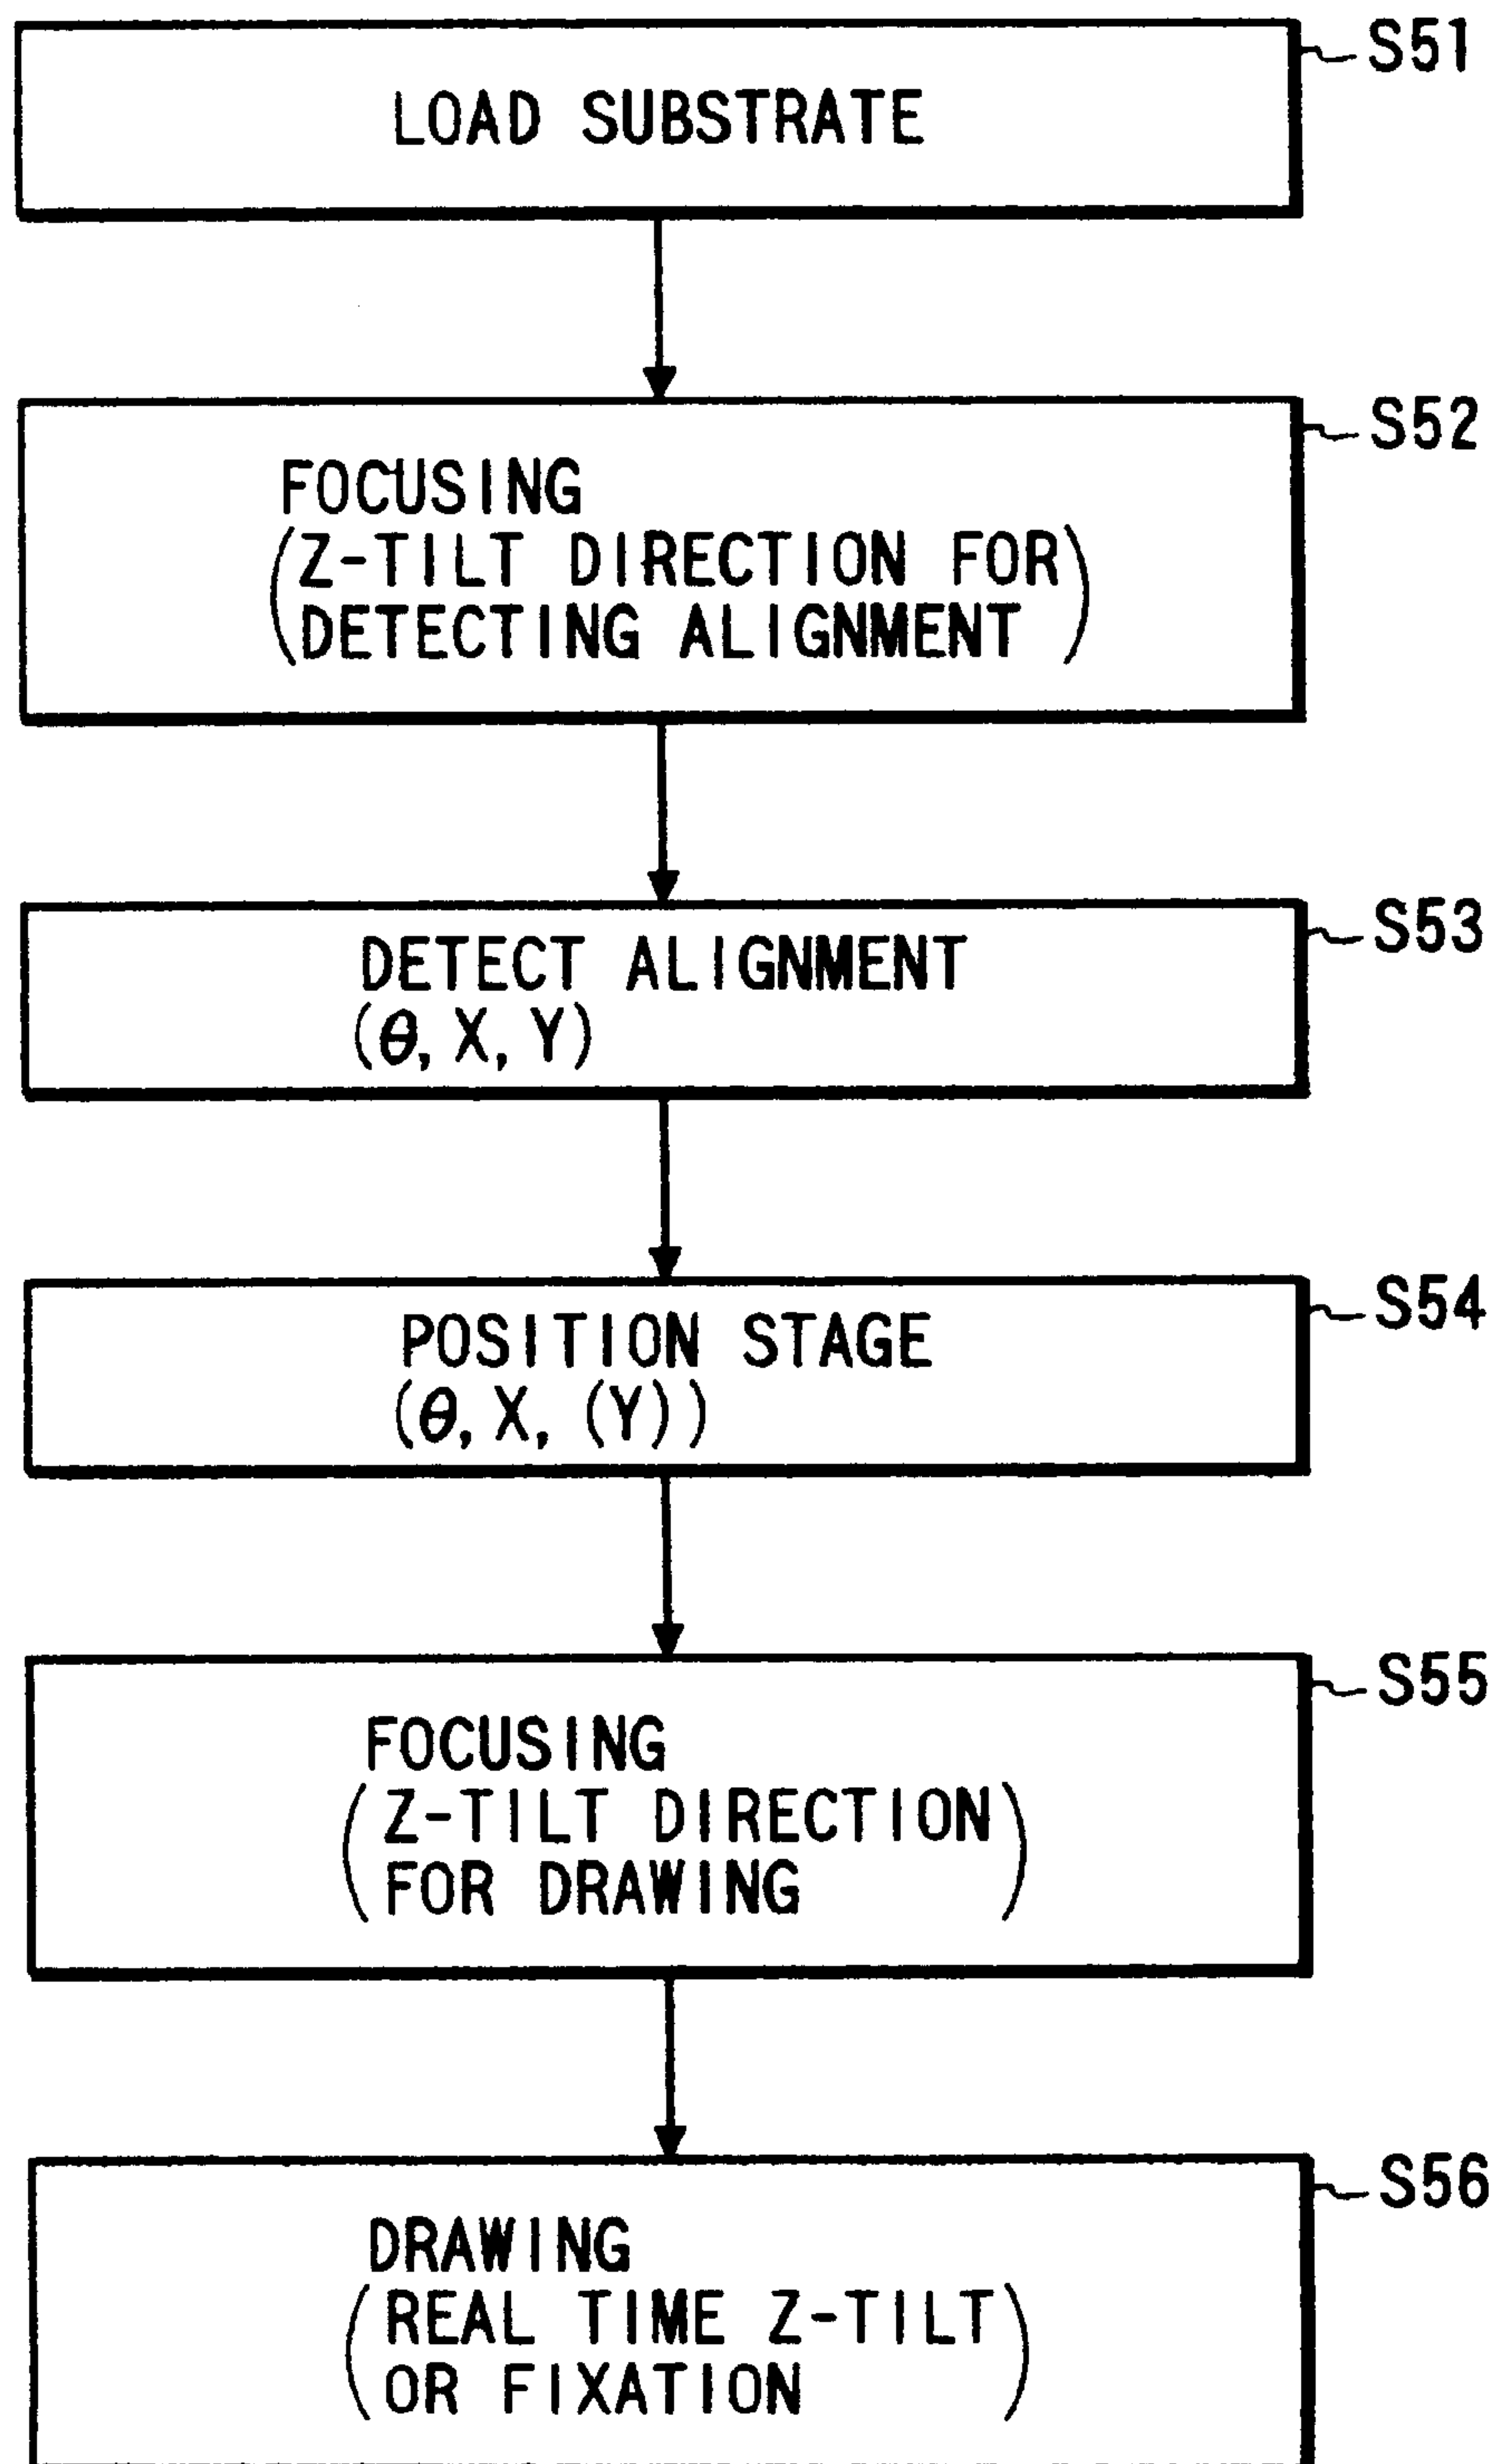 S51
LOAD SUBSTRATE
S52
FOCUSING
(Z-TILT DIRECTION FOR
DETECTING ALIGNMENT)
S53
DETECT ALIGNMENT
(θ, X, Y)
S54
POSITION STAGE
(θ, X, (Y))
S55
FOCUSING
(Z-TILT DIRECTION
FOR DRAWING)
S56
DRAWING
(REAL TIME Z-TILT
OR FIXATION)